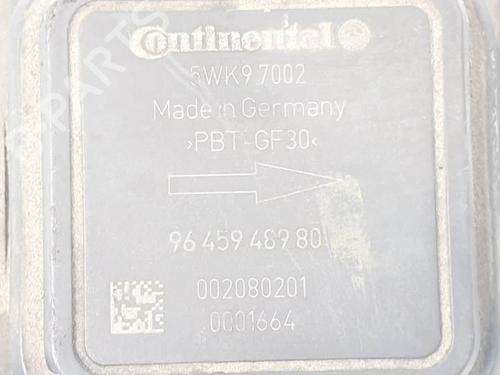 Continental
5WK9 7002
Made in Germany
›PBT-GF30‹
96 459 489 80
002080201
0001664